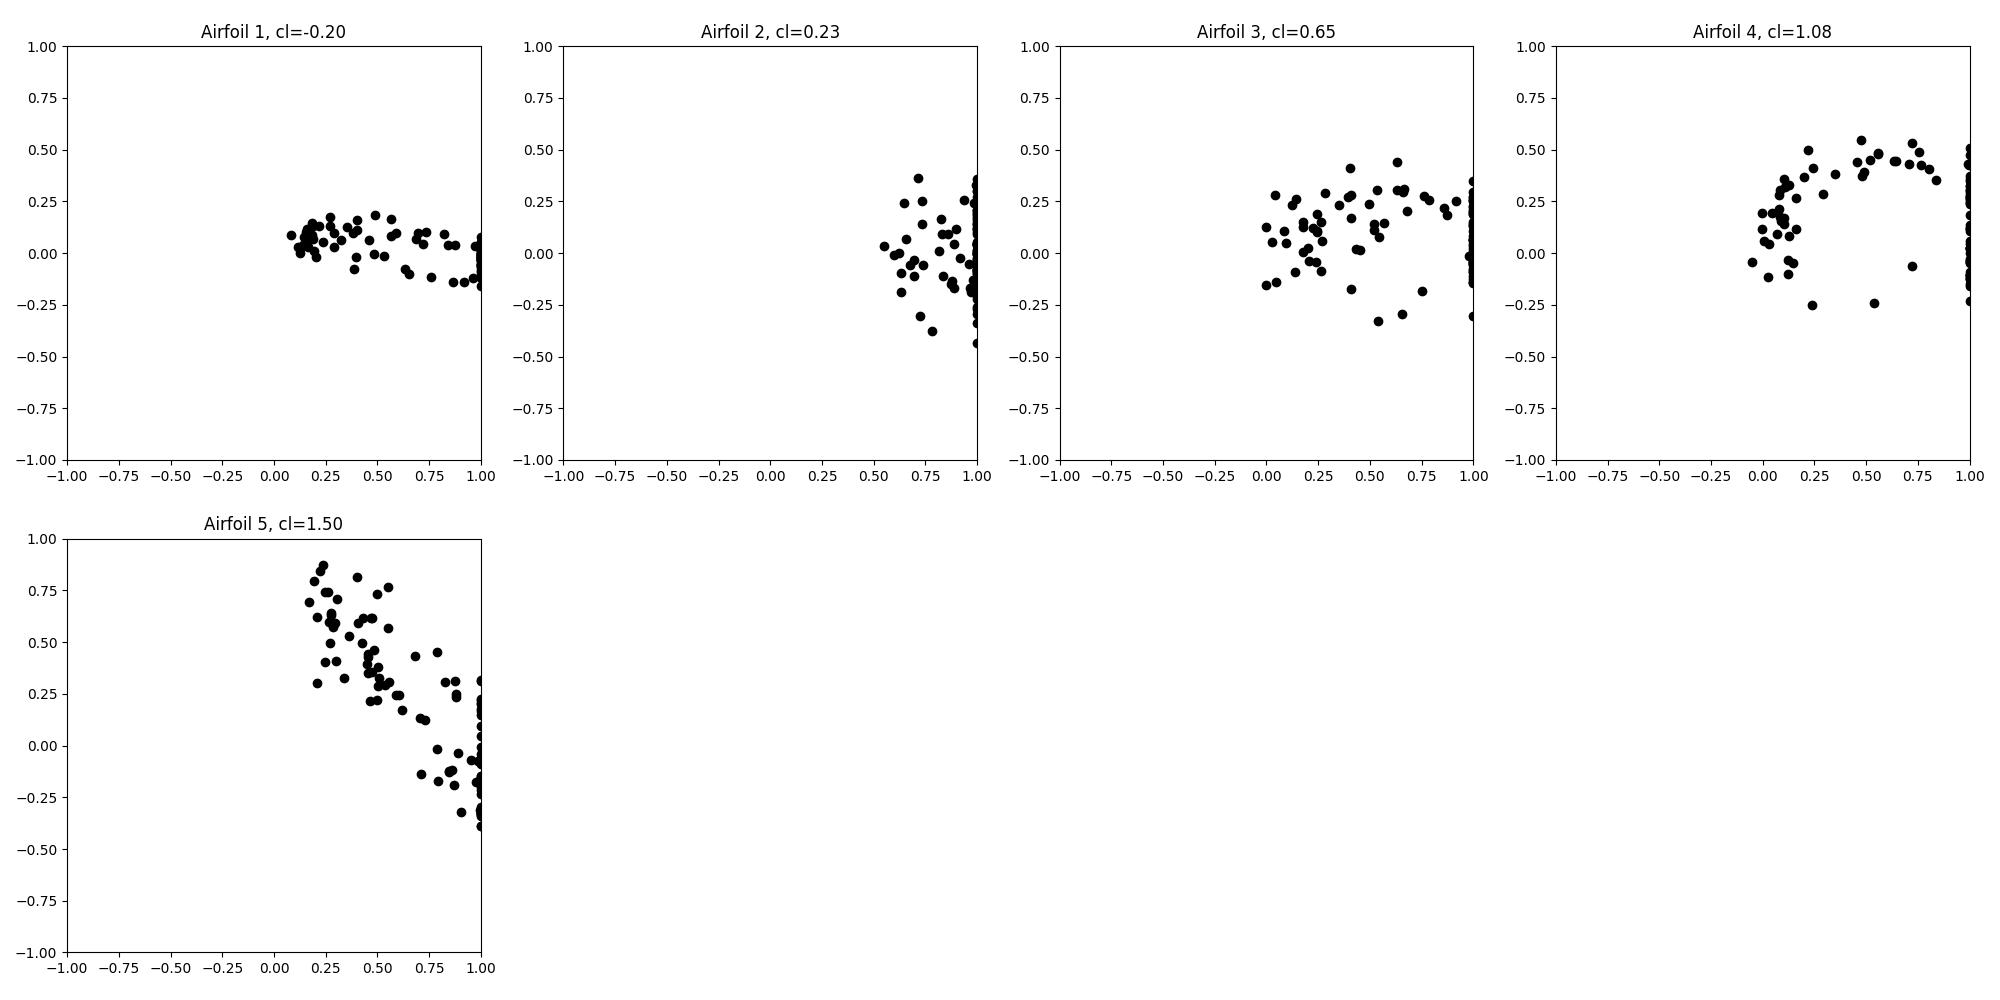 Airfoil 1, cl=-0.20
Airfoil 2, cl=0.23
Airfoil 3, cl=0.65
Airfoil 4, cl=1.08
1.00 1.00 1.00 1.00
0.75 0.75 0.75 0.75
0.50 0.50 0.50 0.50
0.25 0.25 0.25 0.25
0.00 0.00 0.00 0.00
−0.25 −0.25 −0.25 −0.25
−0.50 −0.50 −0.50 −0.50
−0.75 −0.75 −0.75 −0.75
−1.00 −1.00 −1.00 −1.00
−1.00 −0.75 −0.50 −0.25 0.00 0.25 0.50 0.75 1.00
−1.00 −0.75 −0.50 −0.25 0.00 0.25 0.50 0.75 1.00
−1.00 −0.75 −0.50 −0.25 0.00 0.25 0.50 0.75 1.00
−1.00 −0.75 −0.50 −0.25 0.00 0.25 0.50 0.75 1.00
Airfoil 5, cl=1.50
1.00
0.75
0.50
0.25
0.00
−0.25
−0.50
−0.75
−1.00
−1.00 −0.75 −0.50 −0.25 0.00 0.25 0.50 0.75 1.00